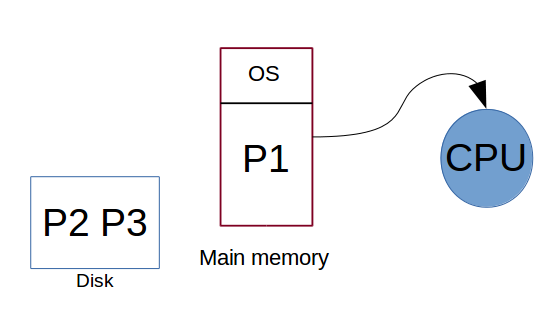 OS
P1
CPU
P2 P3
Main memory
Disk